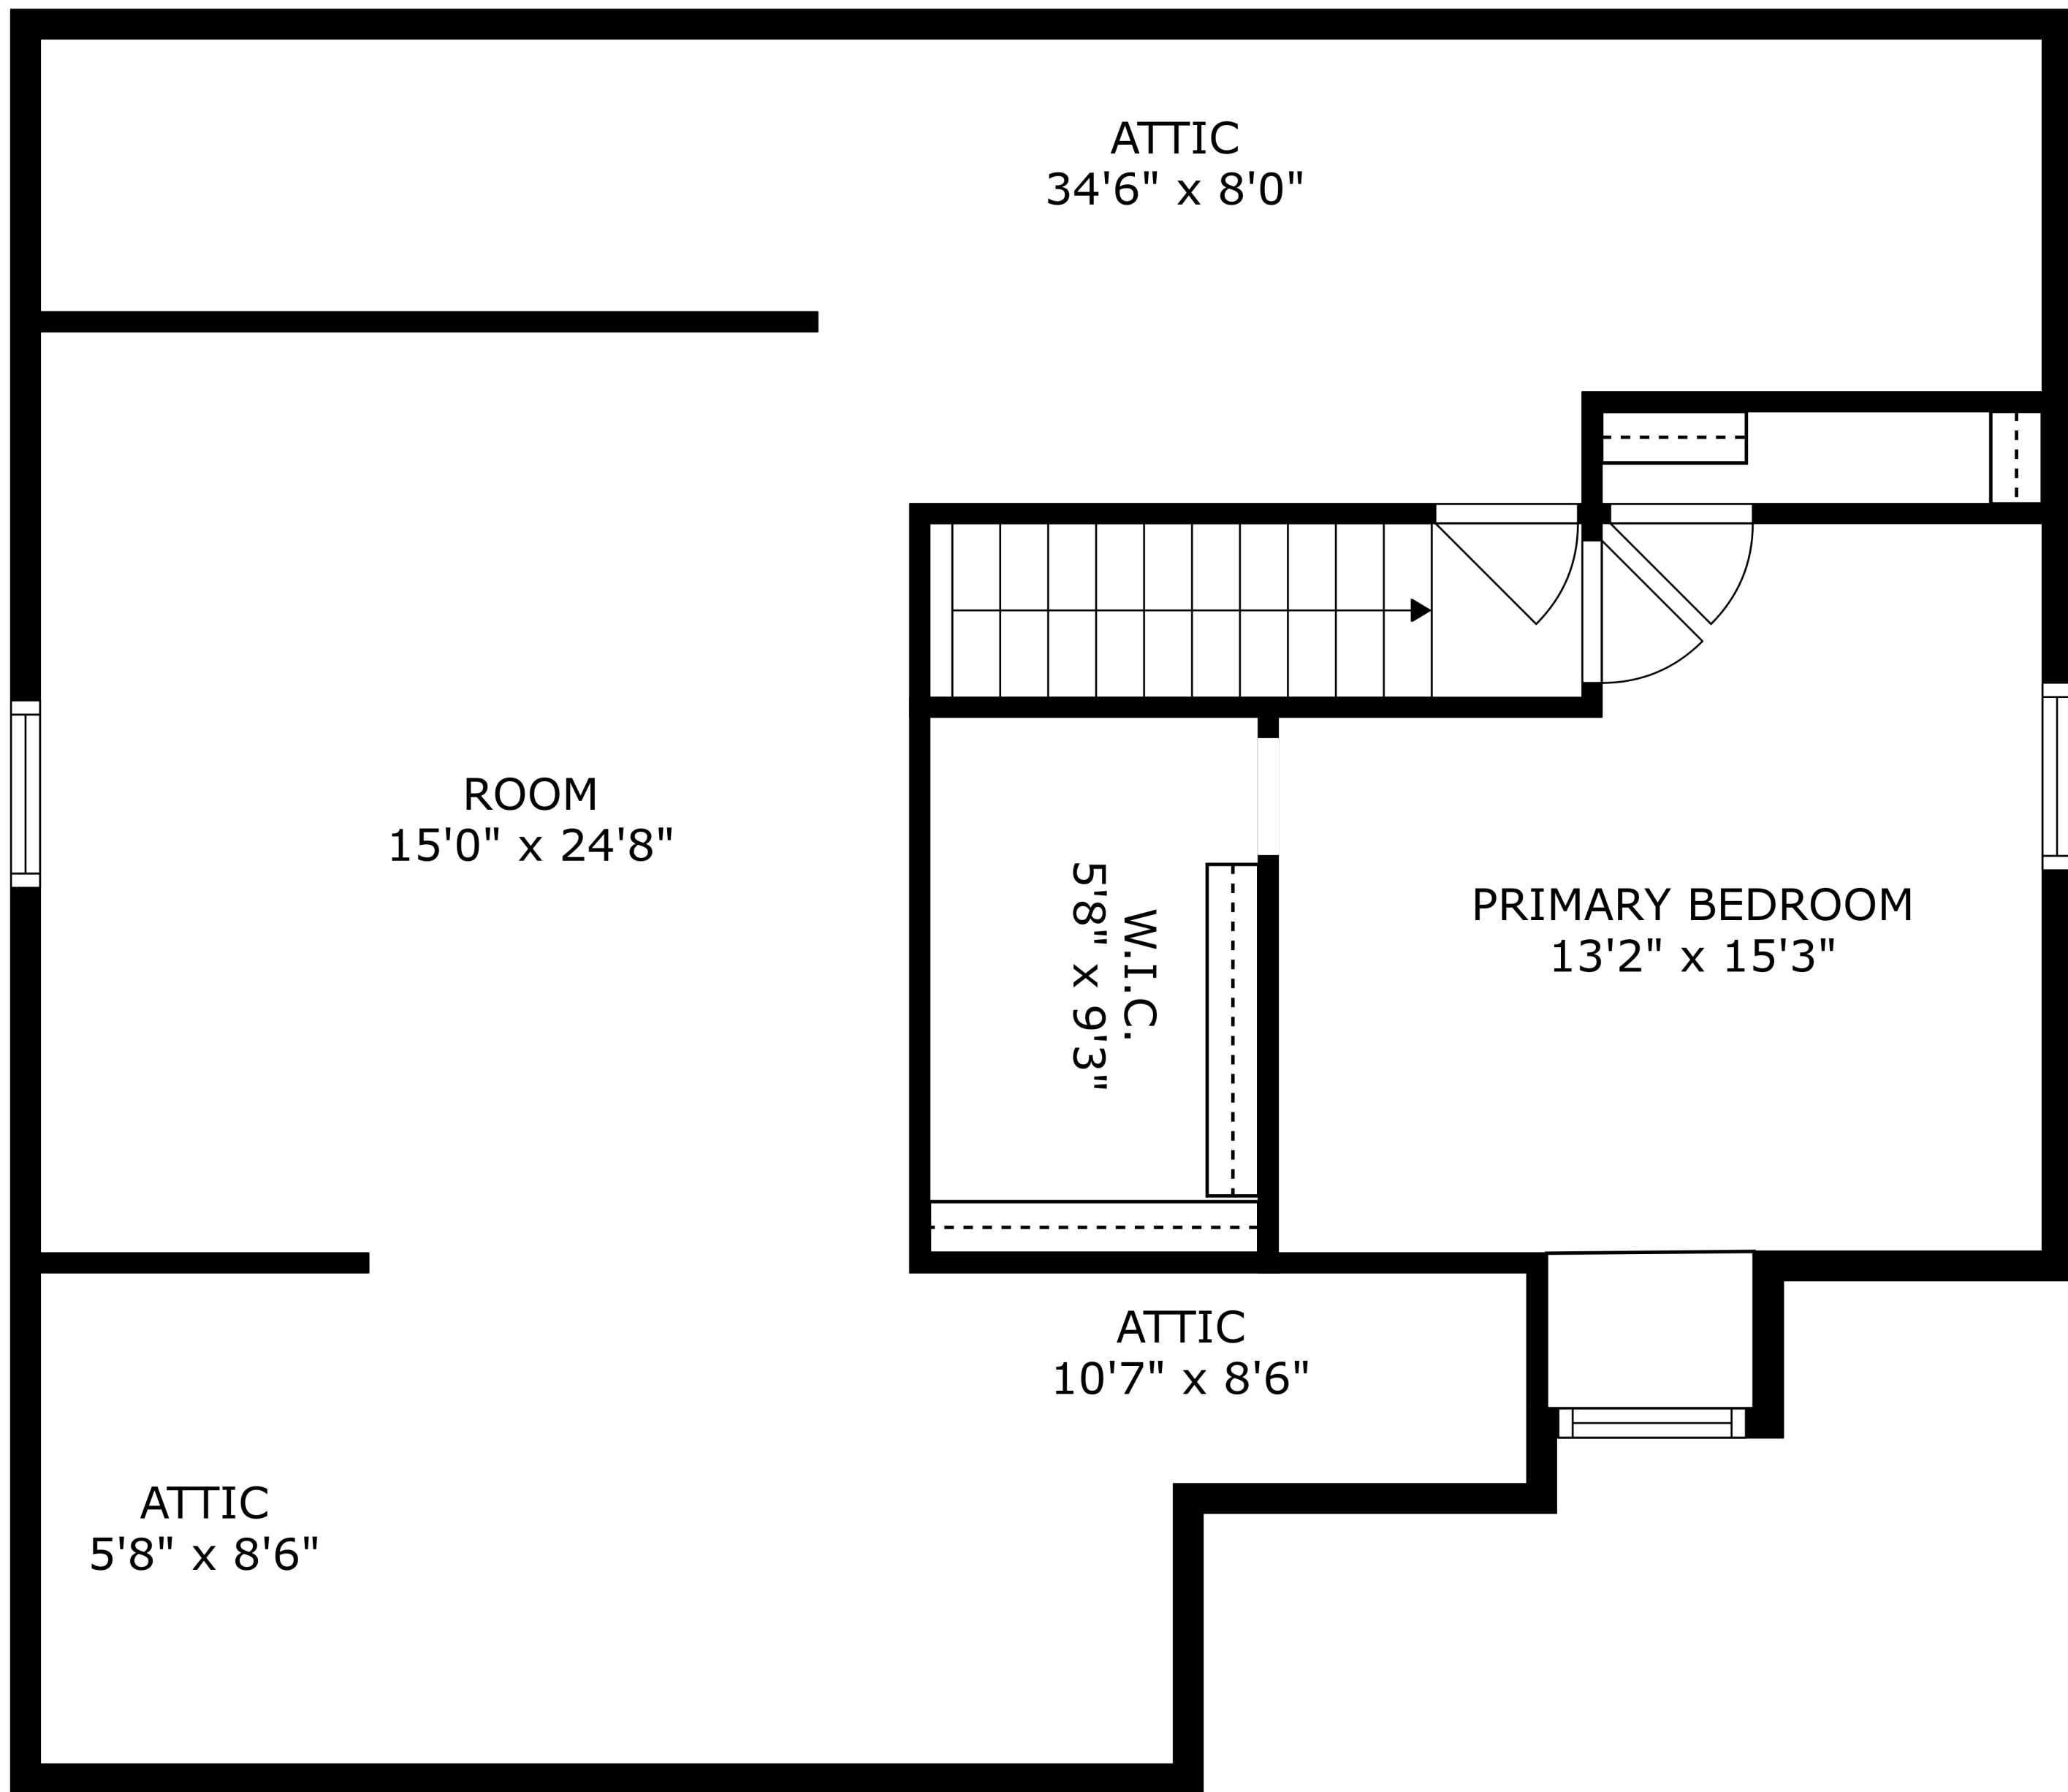 ATTIC
34'6" x 8'0"
ROOM
15'0" x 24'8"
W.I.C.
5'8" x 9'3"
PRIMARY BEDROOM
13'2" x 15'3"
ATTIC
10'7" x 8'6"
ATTIC
5'8" x 8'6"